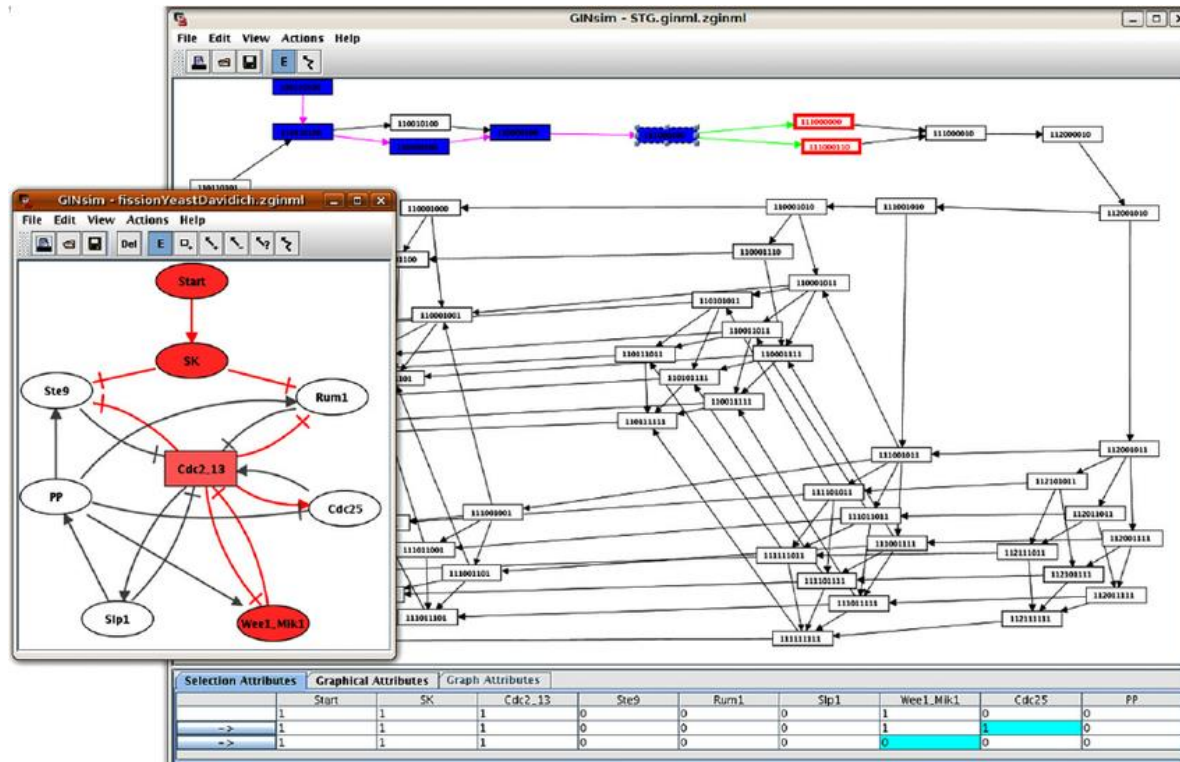 GINsim - STG.ginml.zginml
File Edit View Actions Help
E
110010100
111000000
111000010
112000010
111000110
110110101
GINsim - fissionYeastDavidich.zginml
File Edit View Actions Help
Del E
Start
SK
Ste9
Rum1
Cdc2_13
PP
Cdc25
Slp1
Wee1_Mik1
110001000
110001010
111001010
112001010
110001110
110001011
110101011
110001001
110011011
110111011
110001111
110101111
110011111
110111111
112001011
111001011
112101011
111101011
111001001
111011011
112011011
112001111
111001111
111011001
111111011
112111011
111001101
111101111
112101111
112011111
111011111
111011101
112111111
111111111
Selection Attributes Graphical Attributes Graph Attributes
Start SK Cdc2_13 Ste9 Rum1 Slp1 Wee1_Mik1 Cdc25 PP
1 1 1 0 0 0 1 0 0
-> 1 1 1 0 0 0 1 1 0
-> 1 1 1 0 0 0 0 0 0